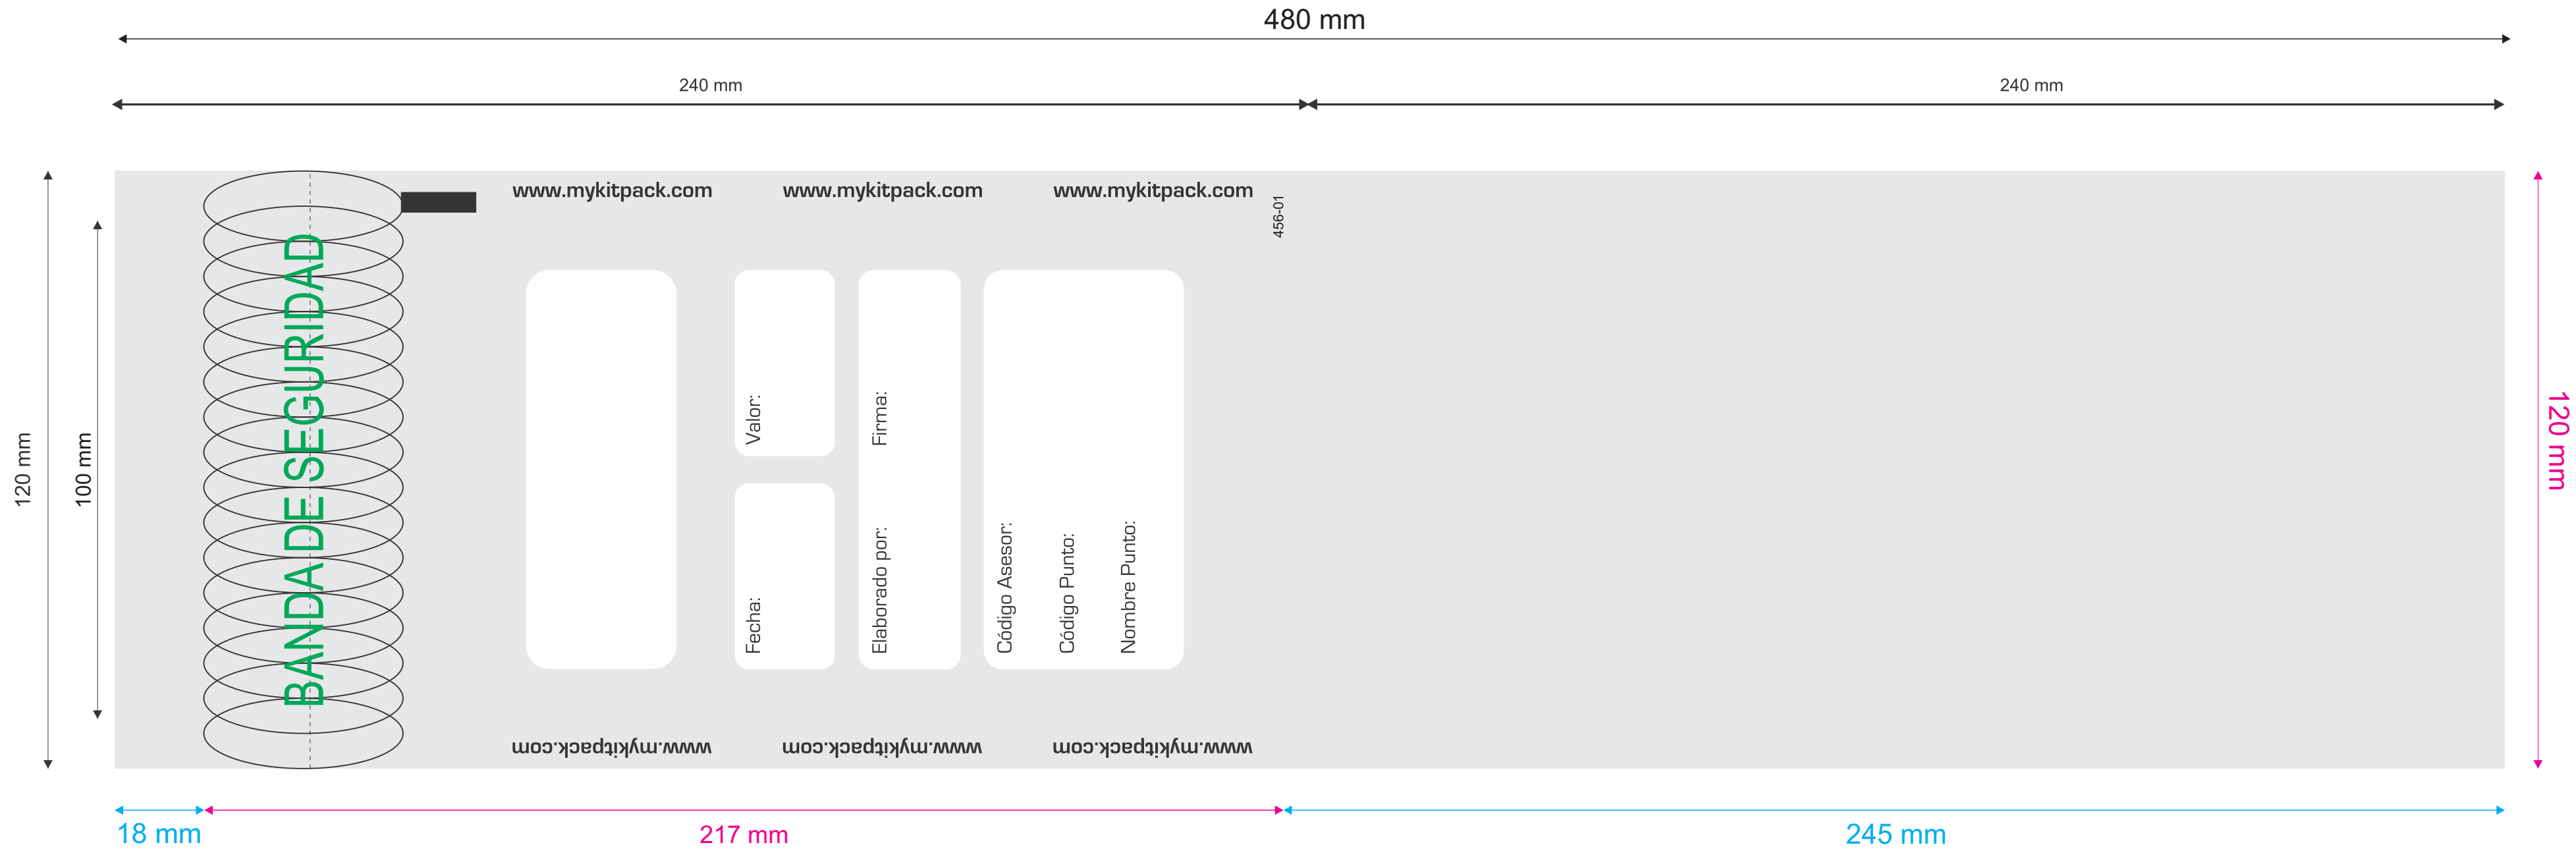 480 mm
240 mm
240 mm
www.mykitpack.com
www.mykitpack.com
www.mykitpack.com
456-01
120 mm
100 mm
BANDA DE SEGURIDAD
Valor:
Fecha:
Firma:
Elaborado por:
Código Asesor:
Código Punto:
Nombre Punto:
120 mm
www.mykitpack.com
www.mykitpack.com
www.mykitpack.com
18 mm
217 mm
245 mm